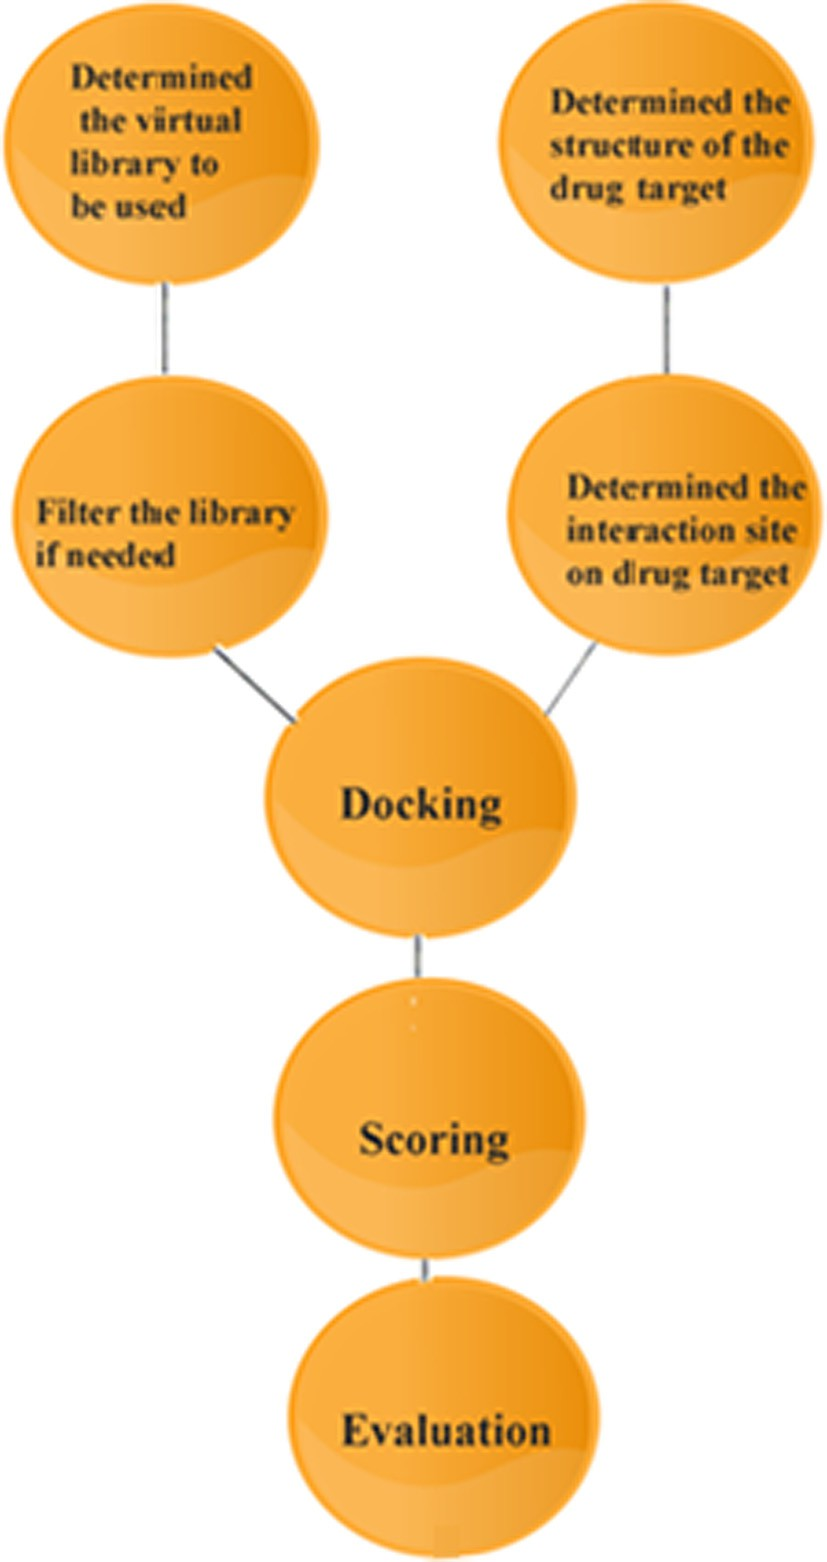 Determined
the virtual
library to
be used
Determined the
structure of the
drug target
Filter the library
if needed
Determined the
interaction site
on drug target
Docking
Scoring
Evaluation